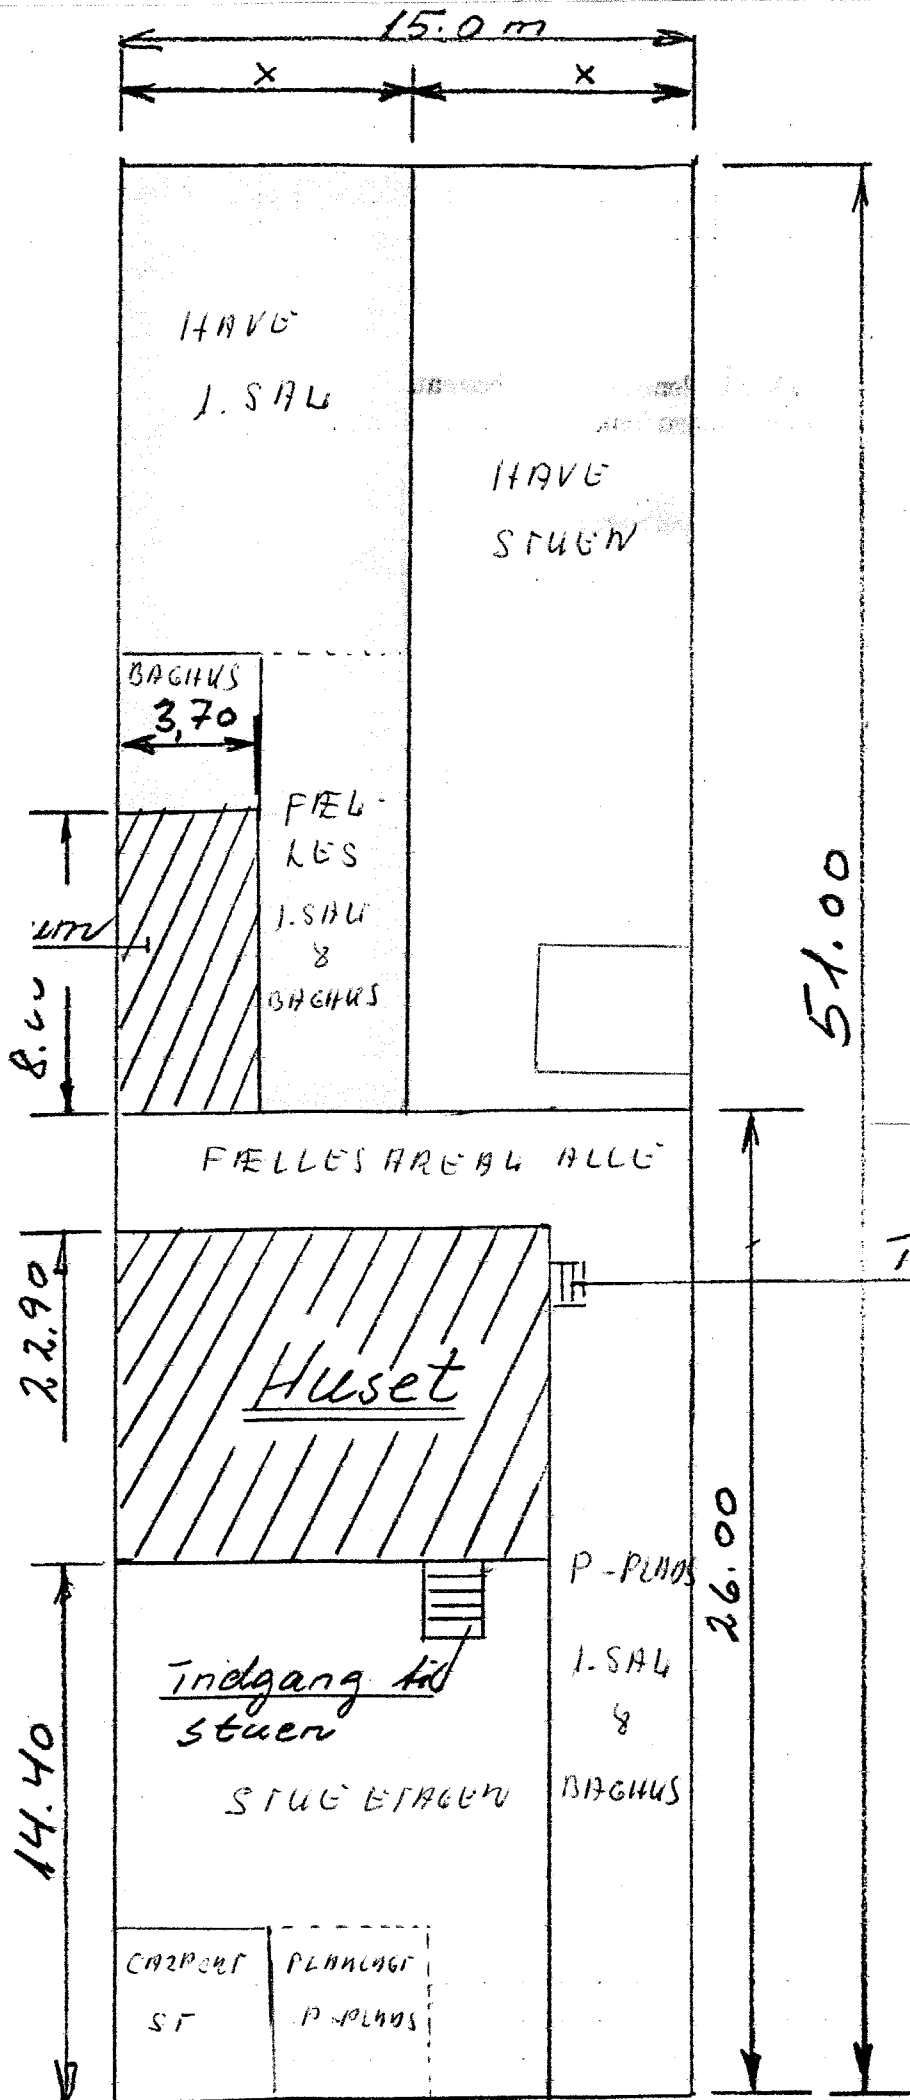 15.0 m
x
x
HAVE
1. SAL
HAVE
STUEN
BAGHUS
3,70
FÆL-
LES
1. SAL
&
BAGHUS
51.00
FÆLLESAREAL ALLE
22.90
Huset
26.00
P-PLADS
1. SAL
&
BAGHUS
Indgang til
stuen
STUE ETAGEN
14.40
CARPORT
ST
PLANLAGT
P-PLADS